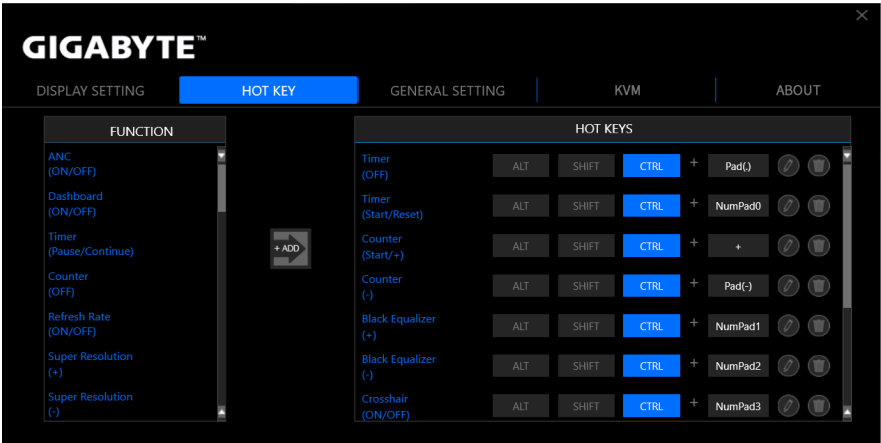 GIGABYTE™
DISPLAY SETTING HOT KEY GENERAL SETTING KVM ABOUT
FUNCTION
ANC
(ON/OFF)
Dashboard
(ON/OFF)
Timer
(Pause/Continue)
Counter
(OFF)
Refresh Rate
(ON/OFF)
Super Resolution
(+)
Super Resolution
(-)
+ ADD
HOT KEYS
Timer
(OFF)
ALT SHIFT CTRL + Pad(.)
Timer
(Start/Reset)
ALT SHIFT CTRL + NumPad0
Counter
(Start/+)
ALT SHIFT CTRL + +
Counter
(-)
ALT SHIFT CTRL + Pad(-)
Black Equalizer
(+)
ALT SHIFT CTRL + NumPad1
Black Equalizer
(-)
ALT SHIFT CTRL + NumPad2
Crosshair
(ON/OFF)
ALT SHIFT CTRL + NumPad3